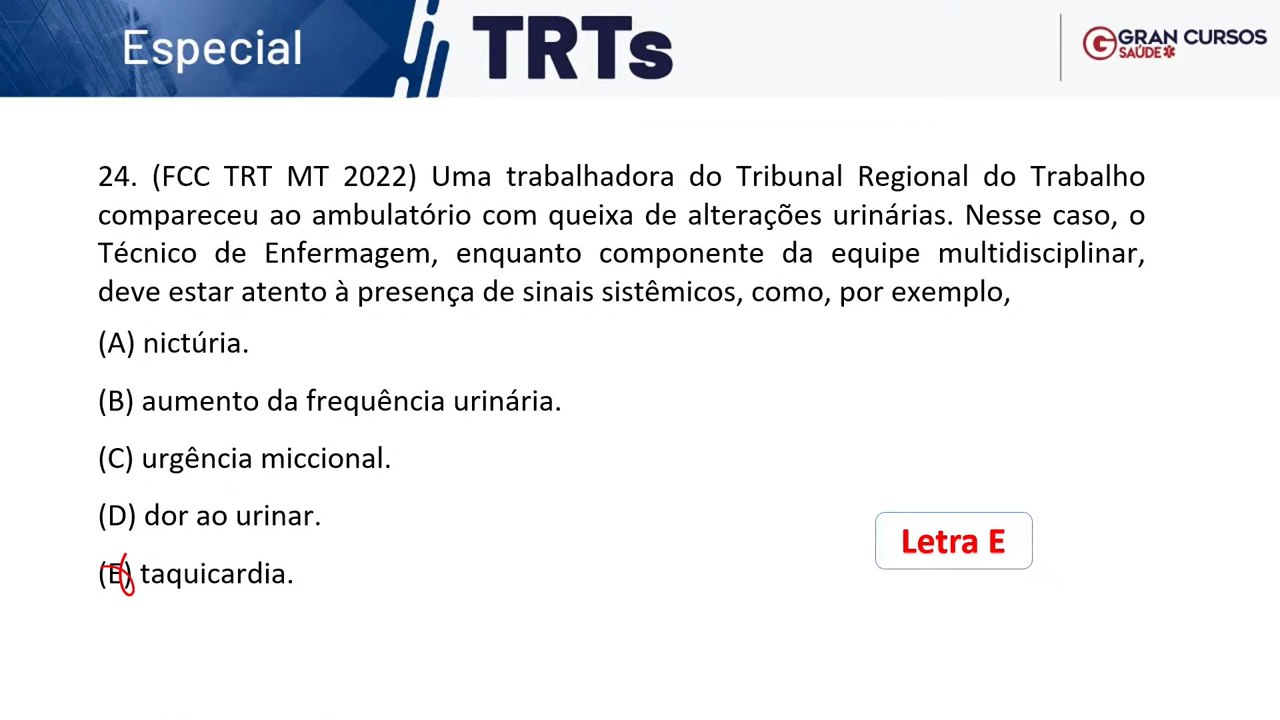 Especial
TRTs
GRAN CURSOS
SAÚDE
24. (FCC TRT MT 2022) Uma trabalhadora do Tribunal Regional do Trabalho
compareceu ao ambulatório com queixa de alterações urinárias. Nesse caso, o
Técnico de Enfermagem, enquanto componente da equipe multidisciplinar,
deve estar atento à presença de sinais sistêmicos, como, por exemplo,
(A) nictúria.
(B) aumento da frequência urinária.
(C) urgência miccional.
(D) dor ao urinar.
(E) taquicardia.
Letra E